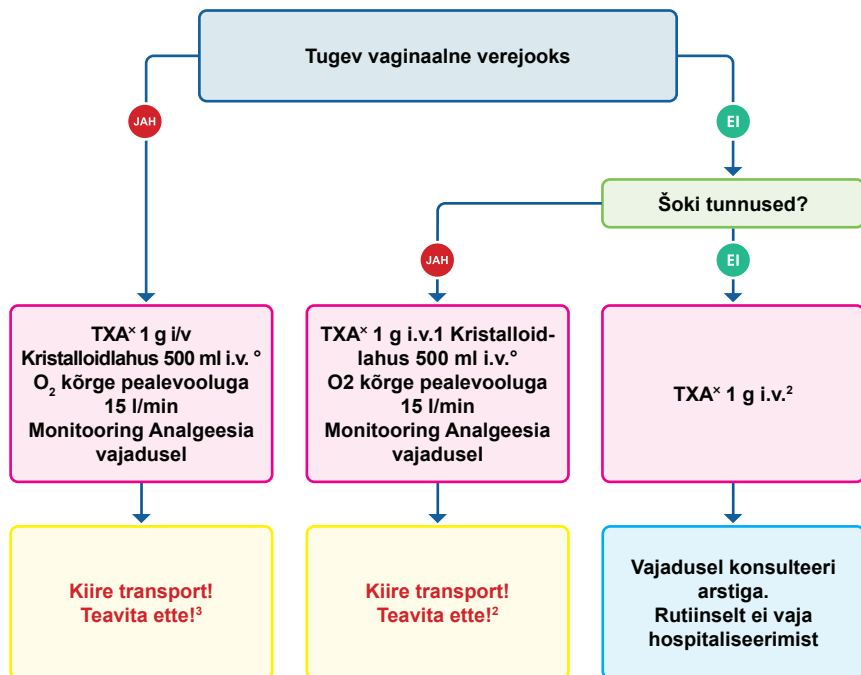 Tugev vaginaalne verejooks
JAH
EI
Šoki tunnused?
JAH
EI
TXAˣ 1 g i/v
Kristalloidlahus 500 ml i.v. °
O₂ kõrge pealevooluga
15 l/min
Monitooring Analgeesia
vajadusel
TXAˣ 1 g i.v.1 Kristalloid-
lahus 500 ml i.v.°
O2 kõrge pealevooluga
15 l/min
Monitooring Analgeesia
vajadusel
TXAˣ 1 g i.v.²
Kiire transport!
Teavita ette!³
Kiire transport!
Teavita ette!²
Vajadusel konsulteeri
arstiga.
Rutiinselt ei vaja
hospitaliseerimist